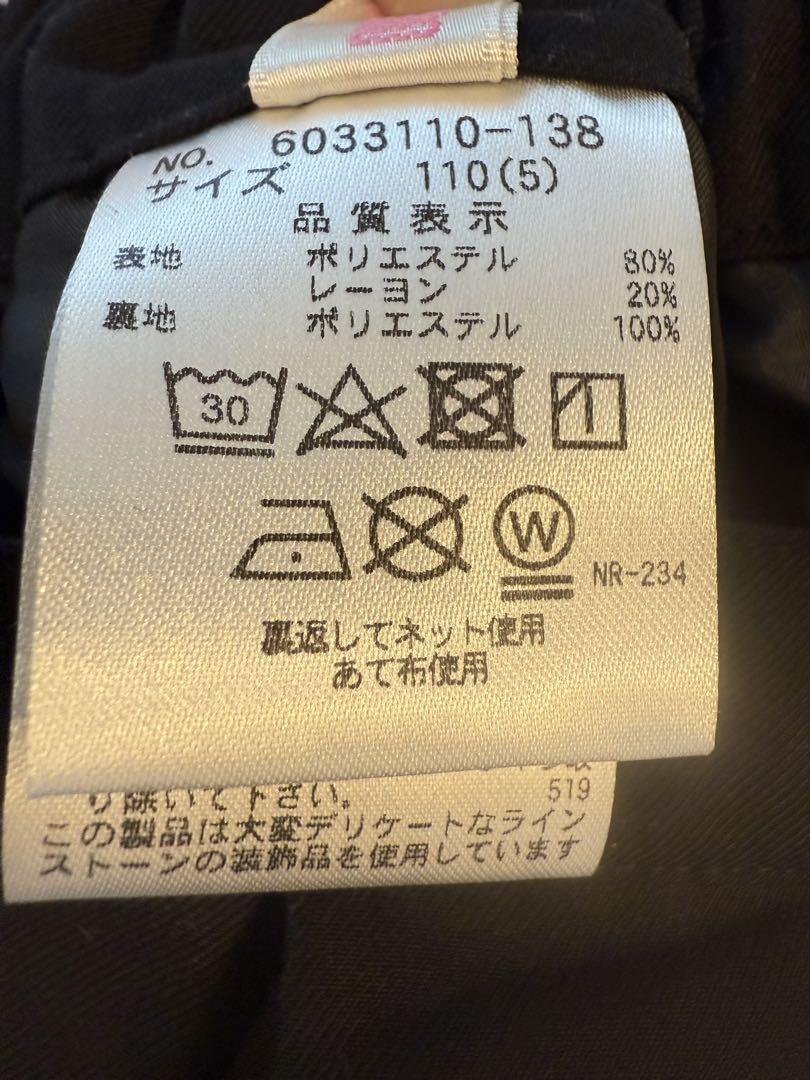 NO. 6033110-138
サイズ 110(5)
品質表示
表地 ポリエステル 80%
レーヨン 20%
裏地 ポリエステル 100%
30
W
NR-234
裏返してネット使用
あて布使用
り除いて下さい。 519
この製品は大変デリケートなライン
ストーンの装飾品を使用しています